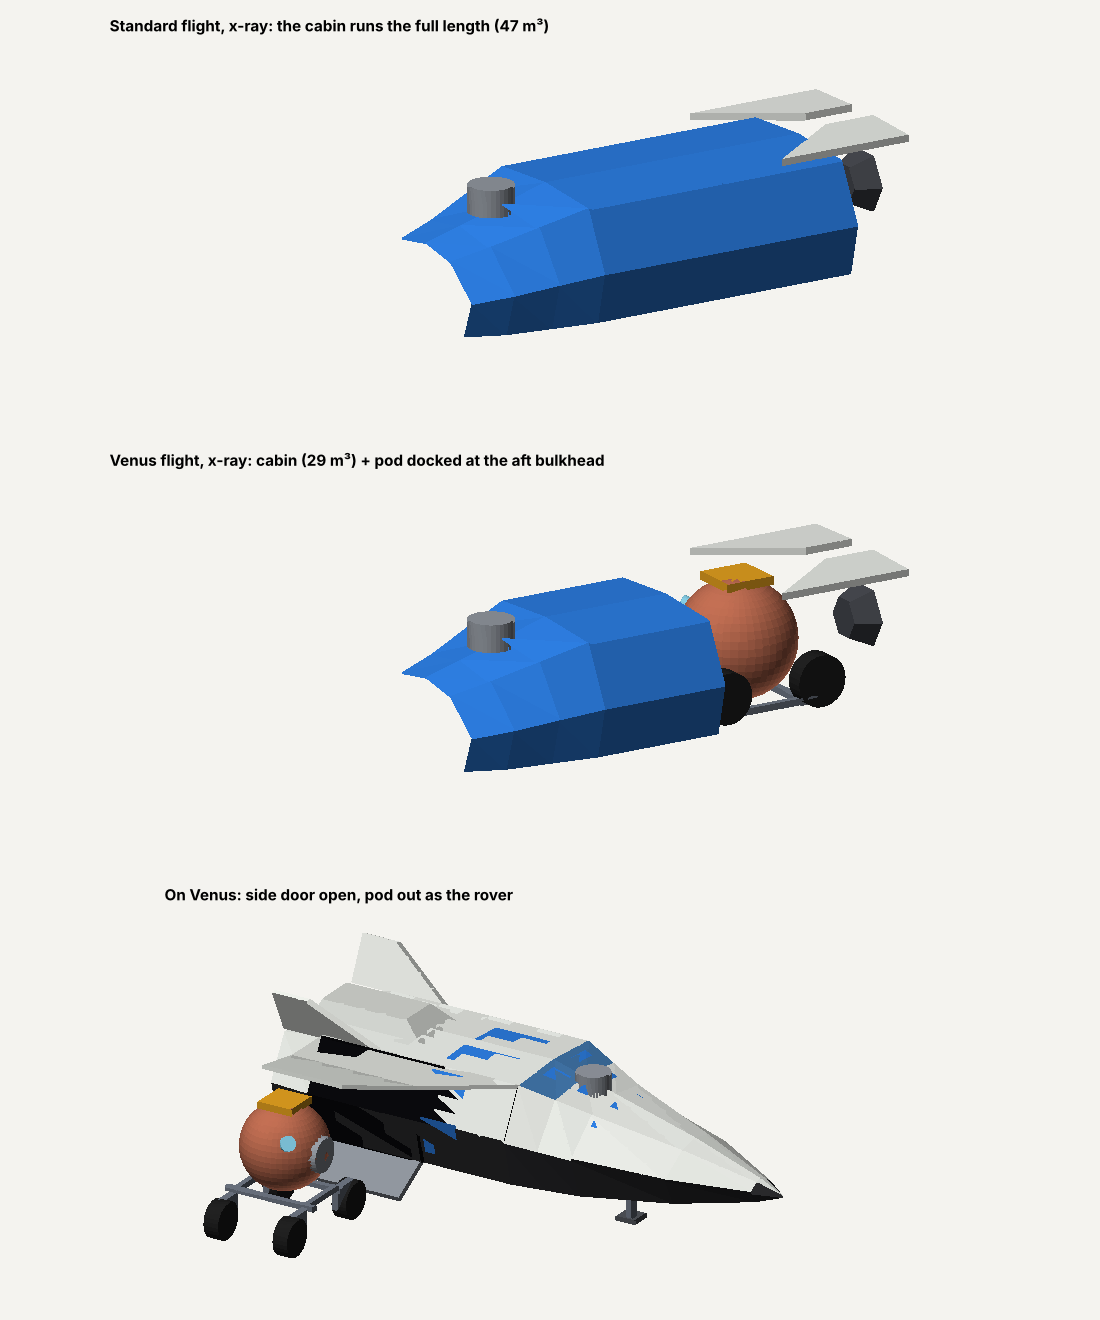 Standard flight, x-ray: the cabin runs the full length (47 m³)
Venus flight, x-ray: cabin (29 m³) + pod docked at the aft bulkhead
On Venus: side door open, pod out as the rover